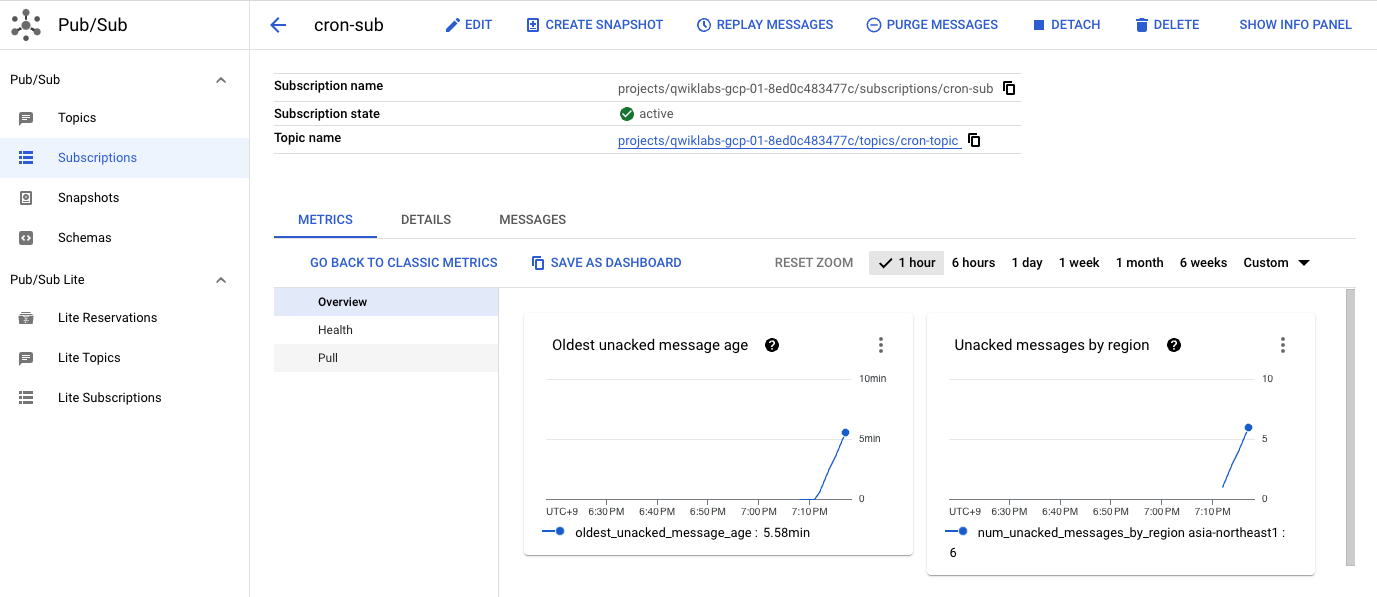 Pub/Sub
cron-sub
EDIT
CREATE SNAPSHOT
REPLAY MESSAGES
PURGE MESSAGES
DETACH
DELETE
SHOW INFO PANEL
Pub/Sub
Topics
Subscriptions
Snapshots
Schemas
Pub/Sub Lite
Lite Reservations
Lite Topics
Lite Subscriptions
Subscription name projects/qwiklabs-gcp-01-8ed0c483477c/subscriptions/cron-sub
Subscription state active
Topic name projects/qwiklabs-gcp-01-8ed0c483477c/topics/cron-topic
METRICS DETAILS MESSAGES
GO BACK TO CLASSIC METRICS SAVE AS DASHBOARD RESET ZOOM 1 hour 6 hours 1 day 1 week 1 month 6 weeks Custom
Overview
Health
Pull
Oldest unacked message age
10min
5min
0
UTC+9 6:30 PM 6:40 PM 6:50 PM 7:00 PM 7:10 PM
oldest_unacked_message_age : 5.58min
Unacked messages by region
10
5
0
UTC+9 6:30 PM 6:40 PM 6:50 PM 7:00 PM 7:10 PM
num_unacked_messages_by_region asia-northeast1 :
6